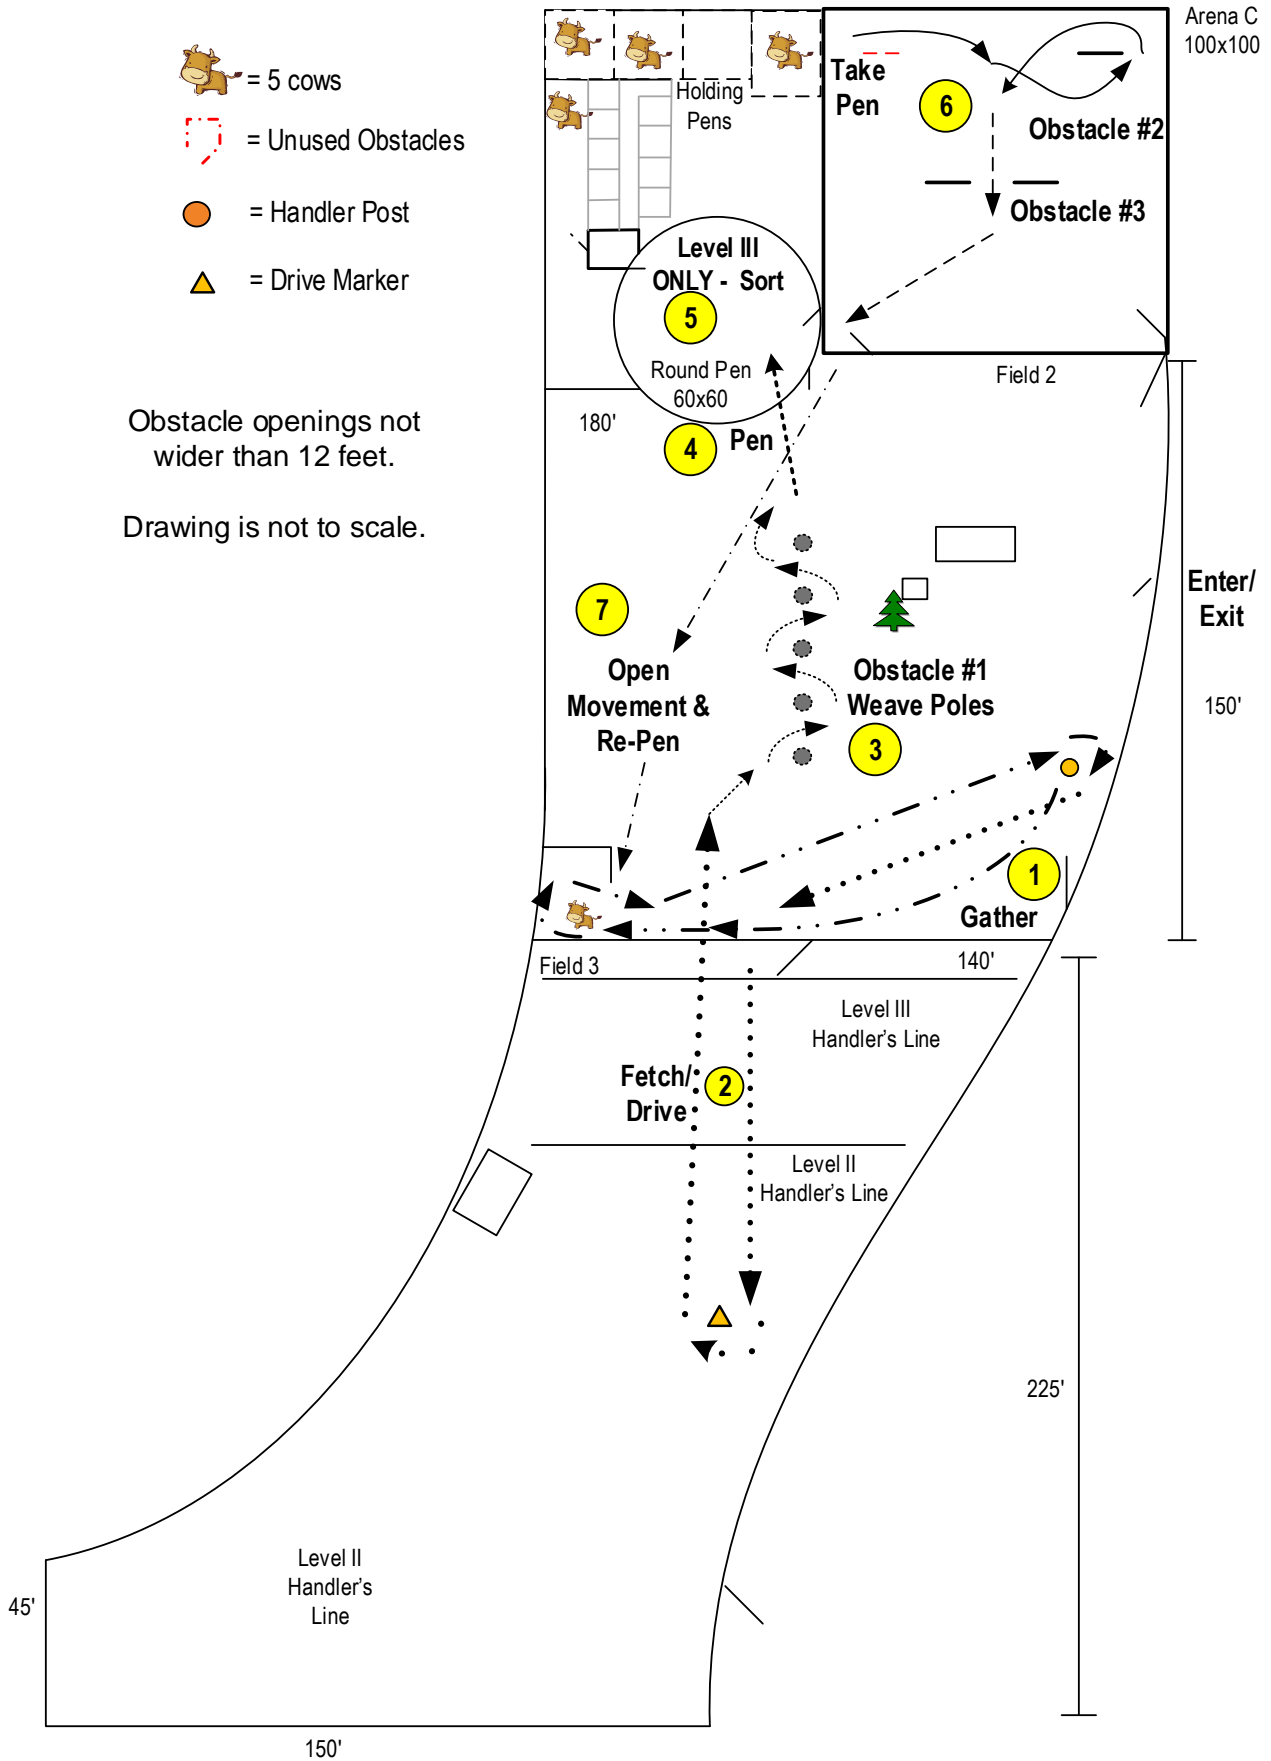 Arena C
100x100
= 5 cows
= Unused Obstacles
= Handler Post
= Drive Marker
Obstacle openings not
wider than 12 feet.
Drawing is not to scale.
Holding
Pens
Take
Pen
6
Obstacle #2
Obstacle #3
Level III
ONLY - Sort
5
Round Pen
60x60
Field 2
180'
4
Pen
7
Open
Movement &
Re-Pen
Obstacle #1
Weave Poles
3
Enter/
Exit
150'
1
Gather
Field 3
140'
Level III
Handler's Line
Fetch/
Drive
2
Level II
Handler's Line
225'
Level II
Handler's
Line
45'
150'